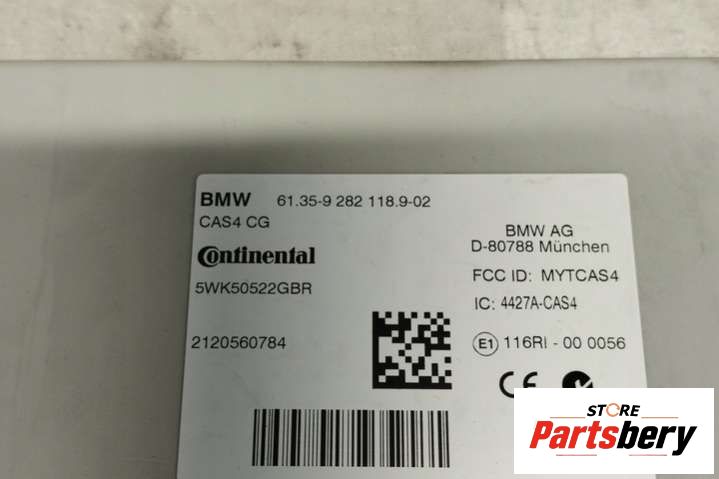 BMW 61.35-9 282 118.9-02
CAS4 CG
Continental
5WK50522GBR
2120560784
BMW AG
D-80788 München
FCC ID: MYTCAS4
IC: 4427A-CAS4
E1 116RI - 00 0056
CE
STORE
Partsbery